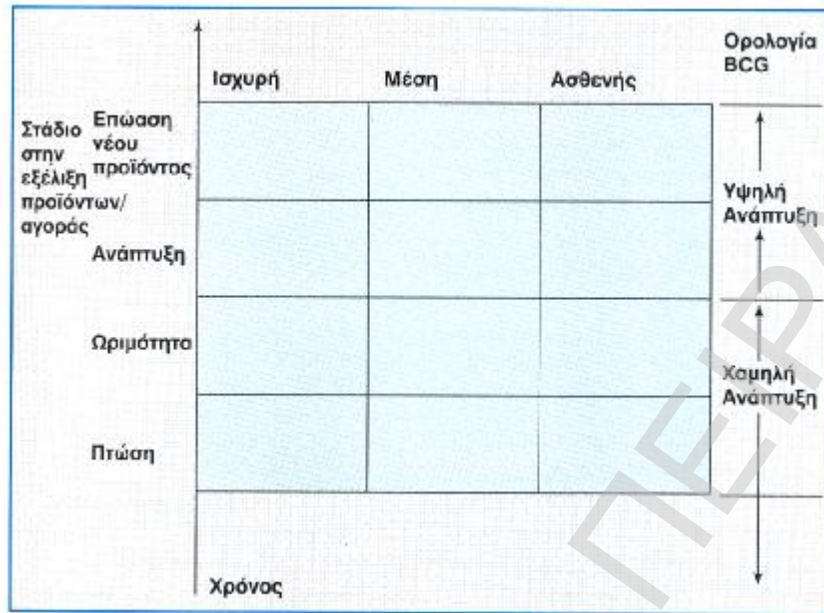 Ορολογία
BCG
Ισχυρή Μέση Ασθενής
Στάδιο
στην
εξέλιξη
προϊόντων/
αγοράς
Επώαση
νέου
προϊόντος
Ανάπτυξη
Ωριμότητα
Πτώση
Υψηλή
Ανάπτυξη
Χαμηλή
Ανάπτυξη
Χρόνος
ΠΕΙΡΑ